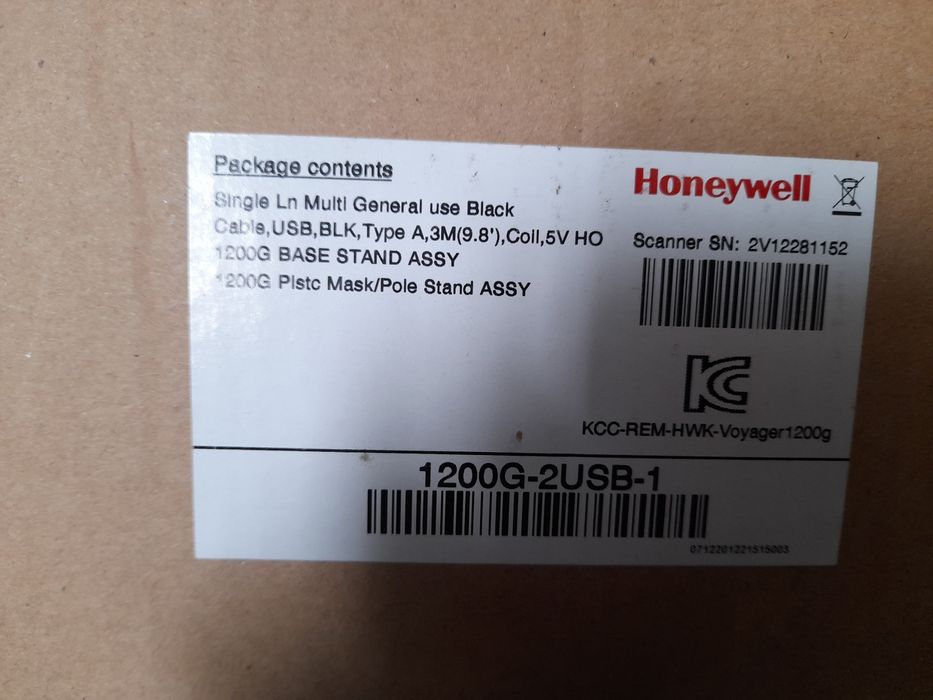 Package contents
Single Ln Multi General use Black
Cable,USB,BLK,Type A,3M(9.8'),Coil,5V HO
1200G BASE STAND ASSY
1200G Plstc Mask/Pole Stand ASSY
Honeywell
Scanner SN: 2V12281152
KC
KCC-REM-HWK-Voyager1200g
1200G-2USB-1
0712201221515003